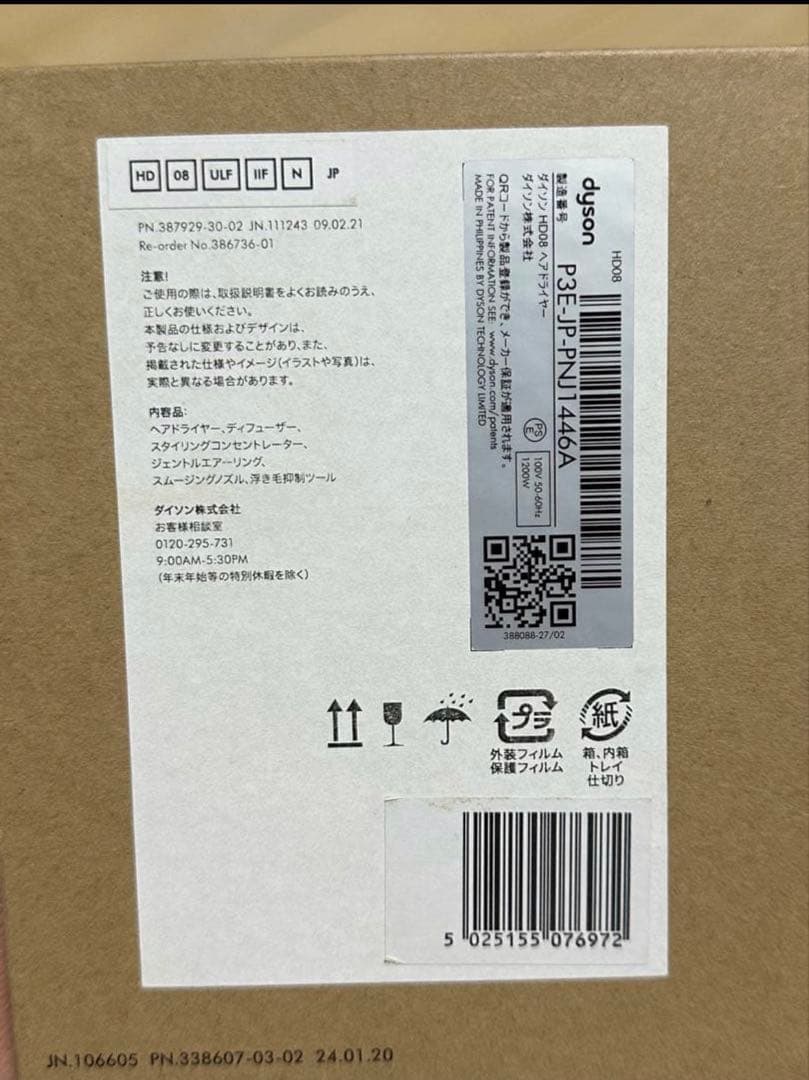 HD 08 ULF IIF N JP
PN.387929-30-02 JN.111243 09.02.21
Re-order No.386736-01
注意!
ご使用の際は、取扱説明書をよくお読みのうえ、
正しくお使いください。
本製品の仕様およびデザインは、
予告なしに変更することがあり、また、
掲載された仕様やイメージ(イラストや写真)は、
実際と異なる場合があります。
内容品:
ヘアドライヤー、ディフューザー、
スタイリングコンセントレーター、
ジェントルエアーリング、
スムージングノズル、浮き毛抑制ツール
ダイソン株式会社
お客様相談室
0120-295-731
9:00AM-5:30PM
(年末年始等の特別休暇を除く)
HD08
dyson
製造番号 P3E-JP-PNJ1446A
ダイソン HD08 ヘアドライヤー
ダイソン株式会社
PS
E
100V 50-60Hz
1200W
QRコードから製品登録ができ、メーカー保証が適用されます。
FOR PATENT INFORMATION SEE: www.dyson.com/patents
MADE IN PHILIPPINES BY DYSON TECHNOLOGY LIMITED
388088-27/02
プラ
外装フィルム
保護フィルム
紙
箱、内箱
トレイ
仕切り
5 025155 076972
JN.106605 PN.338607-03-02 24.01.20